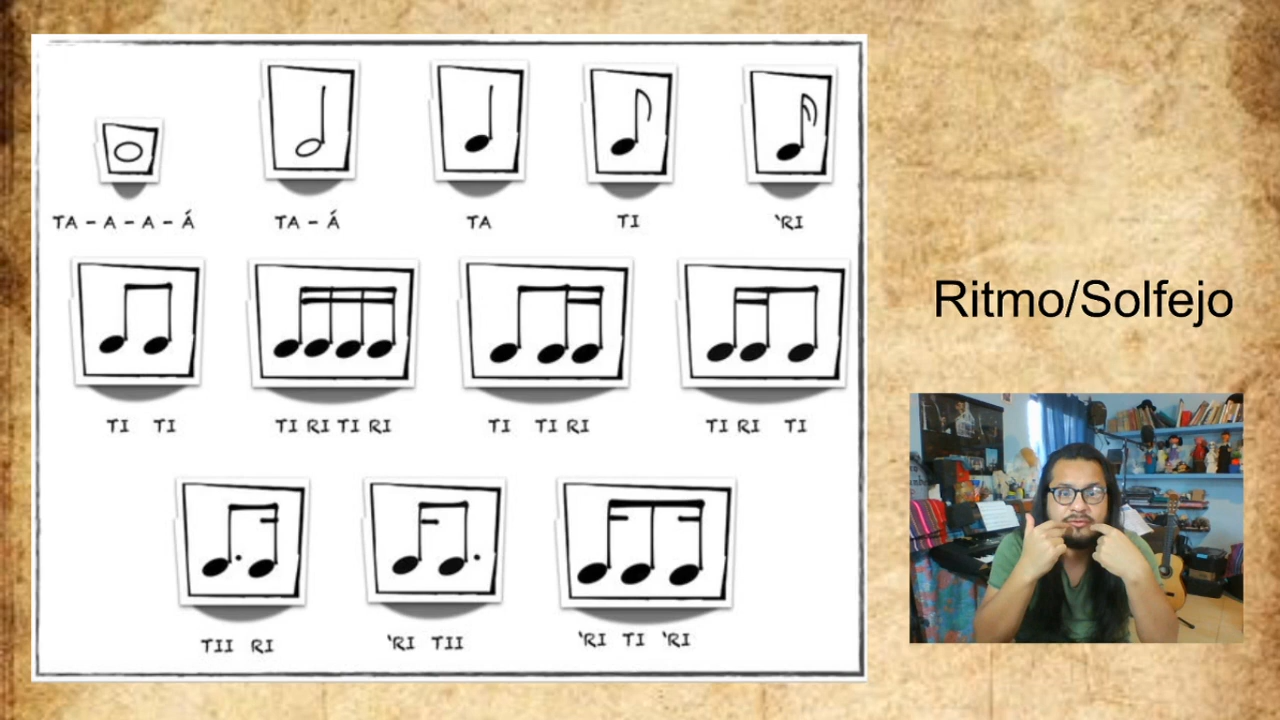 TA - A - A - Á
TA - Á
TA
TI
'RI
TI TI
TI RI TI RI
TI TI RI
TI RI TI
TII RI
'RI TII
'RI TI 'RI
Ritmo/Solfejo